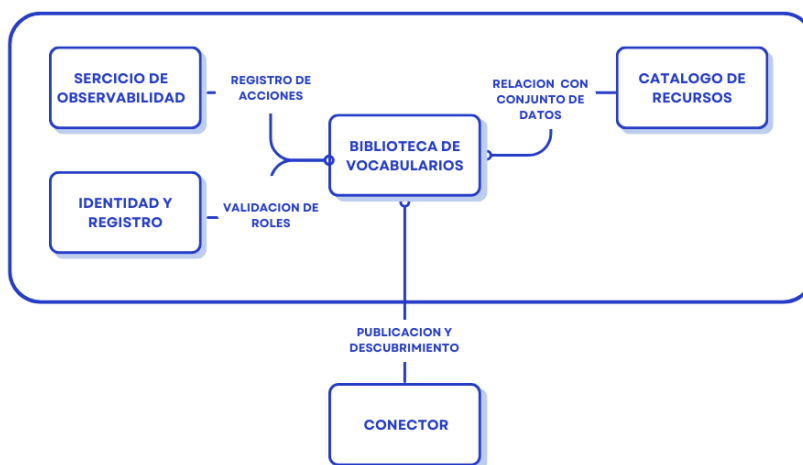 SERCICIO DE
OBSERVABILIDAD
REGISTRO DE
ACCIONES
RELACION CON
CONJUNTO DE
DATOS
CATALOGO DE
RECURSOS
BIBLIOTECA DE
VOCABULARIOS
IDENTIDAD Y
REGISTRO
VALIDACION DE
ROLES
PUBLICACION Y
DESCUBRIMIENTO
CONECTOR